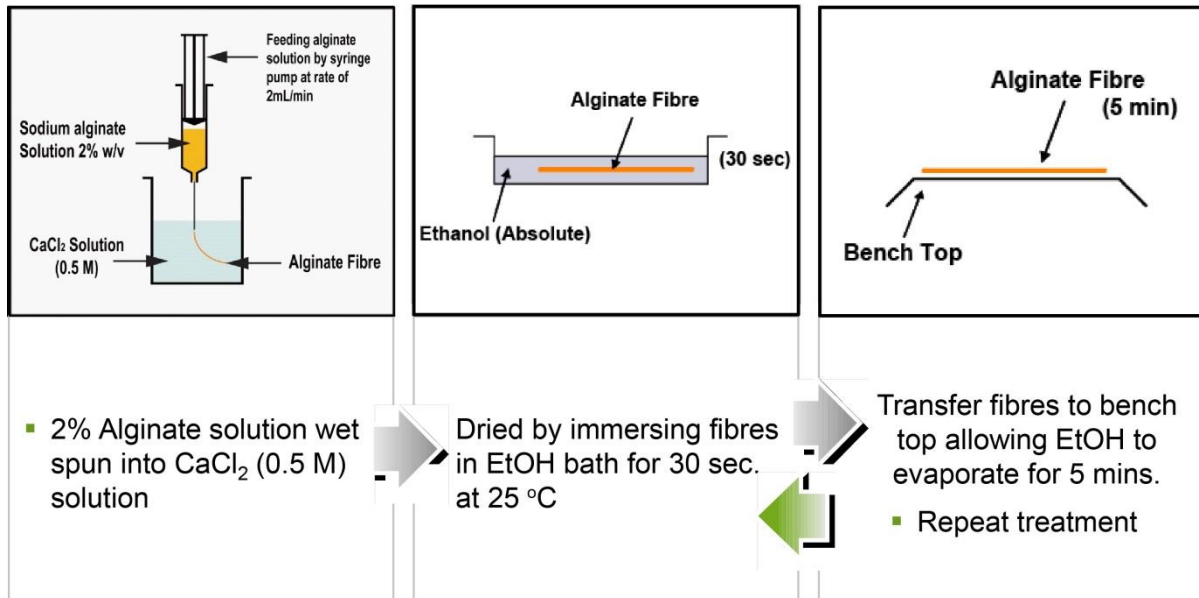 Feeding alginate
solution by syringe
pump at rate of
2mL/min
Sodium alginate
Solution 2% w/v
CaCl₂ Solution
(0.5 M)
Alginate Fibre
Alginate Fibre
(30 sec)
Ethanol (Absolute)
Alginate Fibre
(5 min)
Bench Top
▪ 2% Alginate solution wet
spun into CaCl₂ (0.5 M)
solution
Dried by immersing fibres
in EtOH bath for 30 sec.
at 25 ᵒC
Transfer fibres to bench
top allowing EtOH to
evaporate for 5 mins.
▪ Repeat treatment